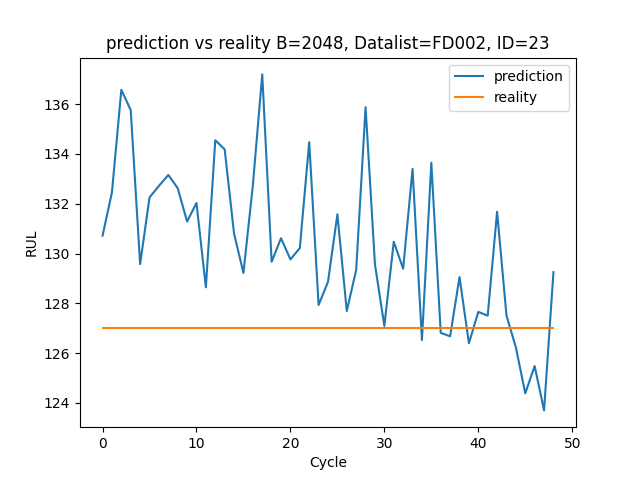 prediction vs reality B=2048, Datalist=FD002, ID=23
prediction
reality
136
134
132
130
128
126
124
RUL
0 10 20 30 40 50
Cycle